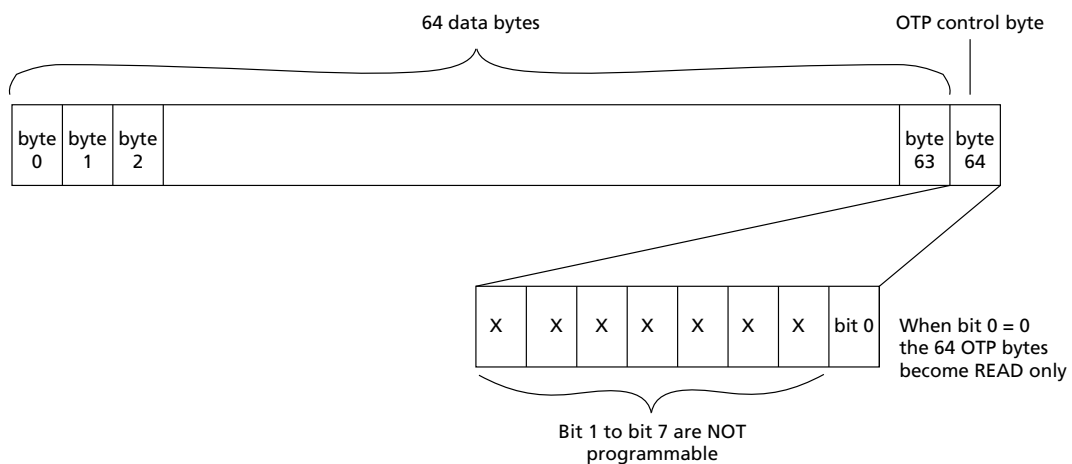 64 data bytes
OTP control byte
byte
0
byte
1
byte
2
byte
63
byte
64
X X X X X X X bit 0
When bit 0 = 0
the 64 OTP bytes
become READ only
Bit 1 to bit 7 are NOT
programmable